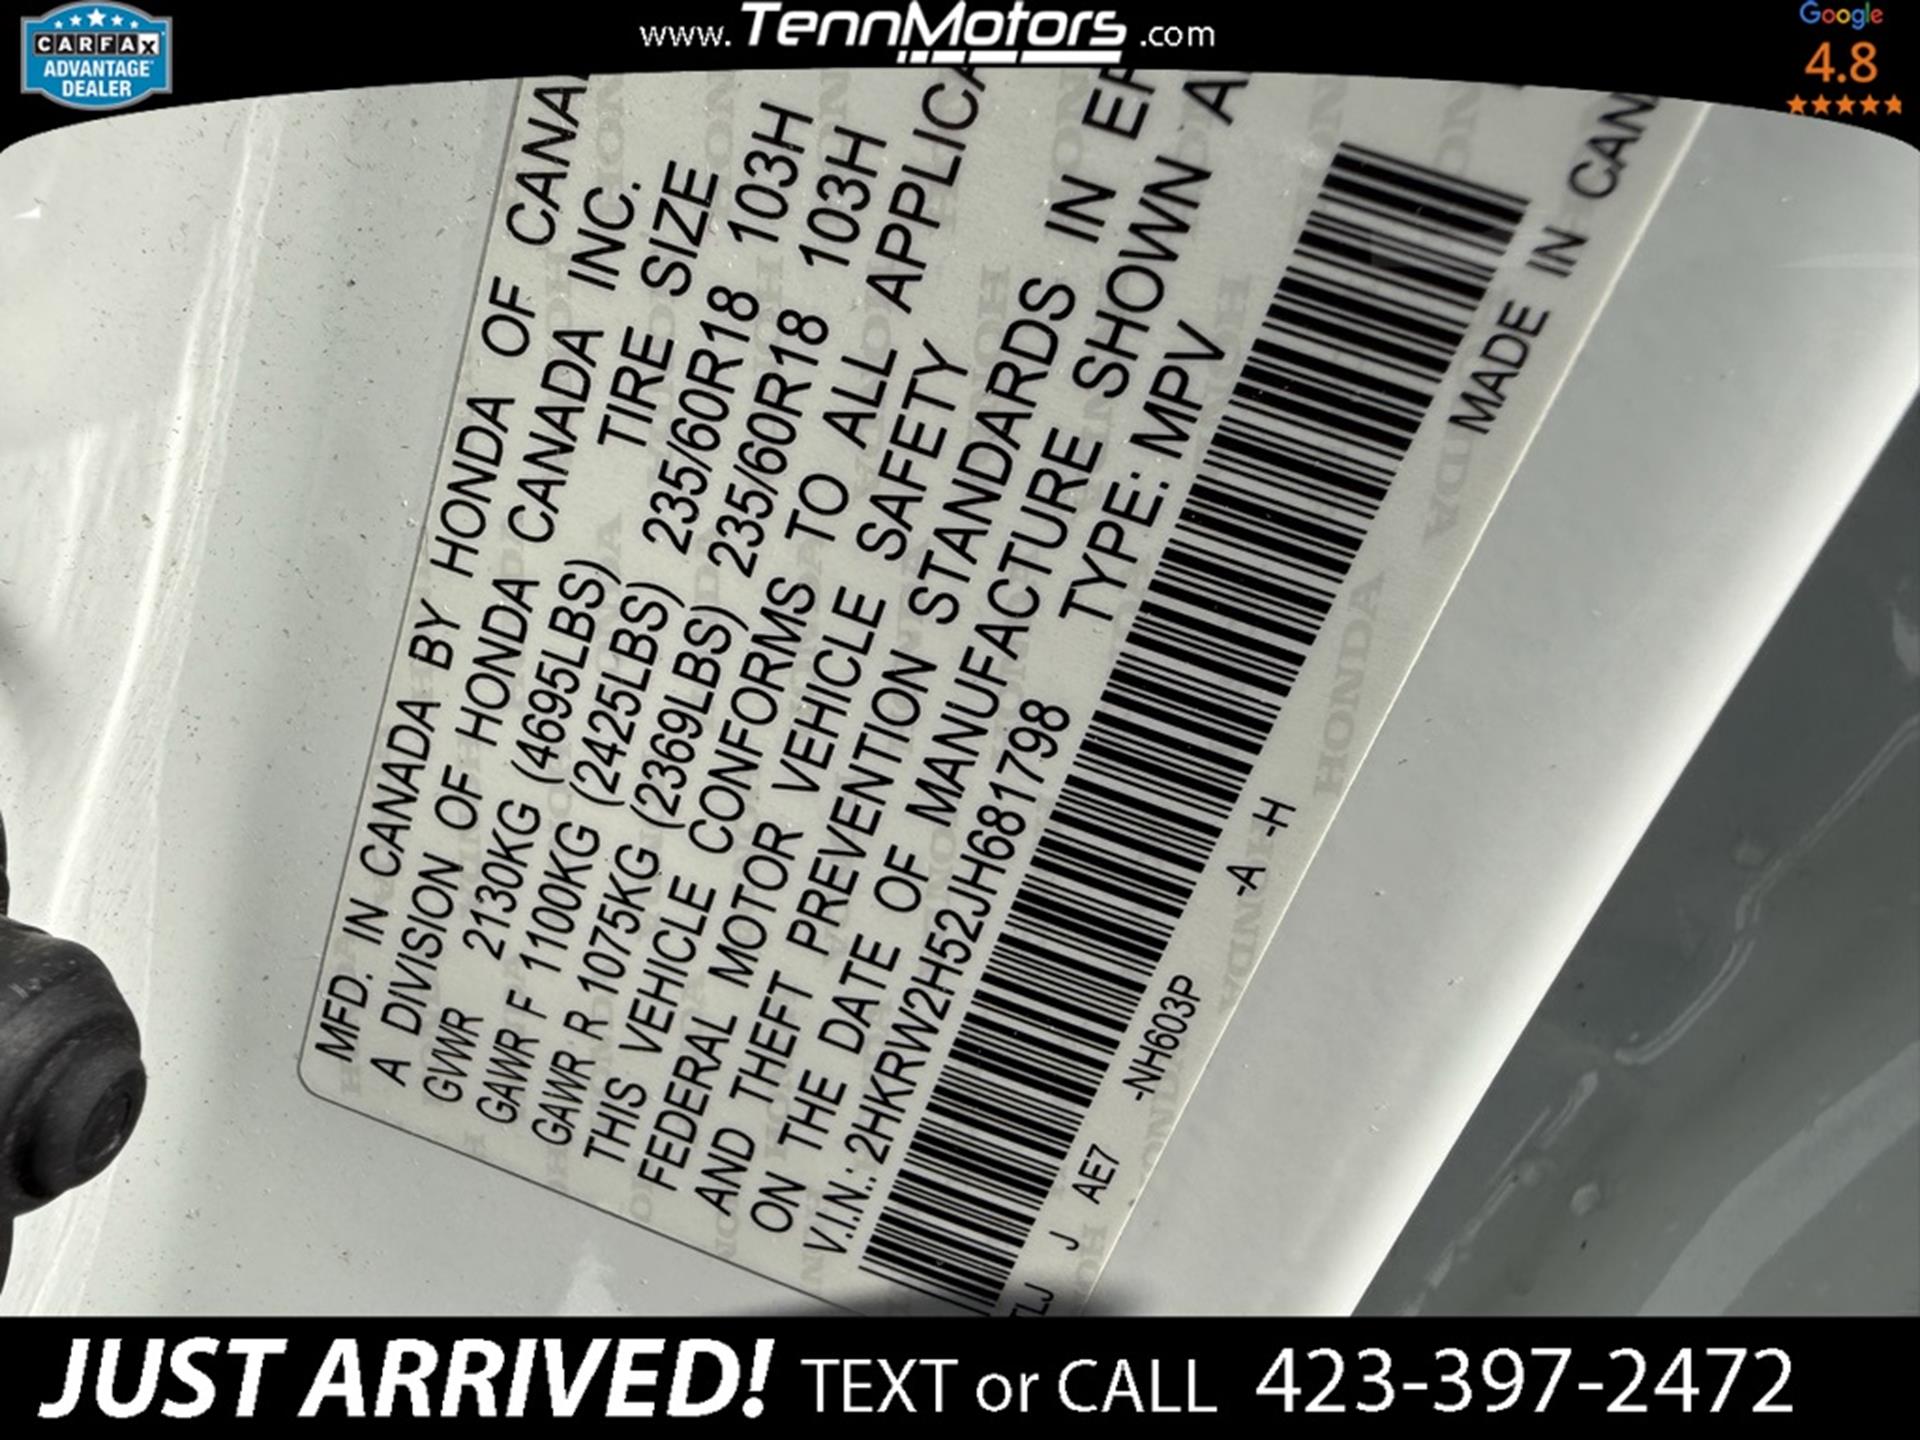 CARFAX
ADVANTAGE
DEALER
www.TennMotors.com
Google
4.8
MFD. IN CANADA BY HONDA OF CANA
A DIVISION OF HONDA CANADA INC.
TIRE SIZE
GVWR 2130KG (4695LBS)
GAWR F 1100KG (2425LBS) 235/60R18 103H
GAWR R 1075KG (2369LBS) 235/60R18 103H
THIS VEHICLE CONFORMS TO ALL APPLICA
FEDERAL MOTOR VEHICLE SAFETY
AND THEFT PREVENTION STANDARDS IN EF
ON THE DATE OF MANUFACTURE SHOWN A
V.I.N.: 2HKRW2H52JH681798 TYPE: MPV
TLJ J AE7 -NH603P -A -H MADE IN CAN
JUST ARRIVED! TEXT or CALL 423-397-2472